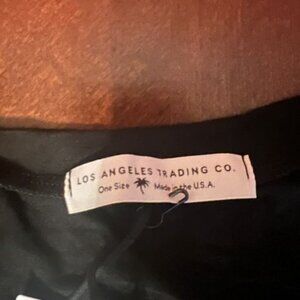 LOS ANGELES TRADING CO.
One Size Made in the U.S.A.